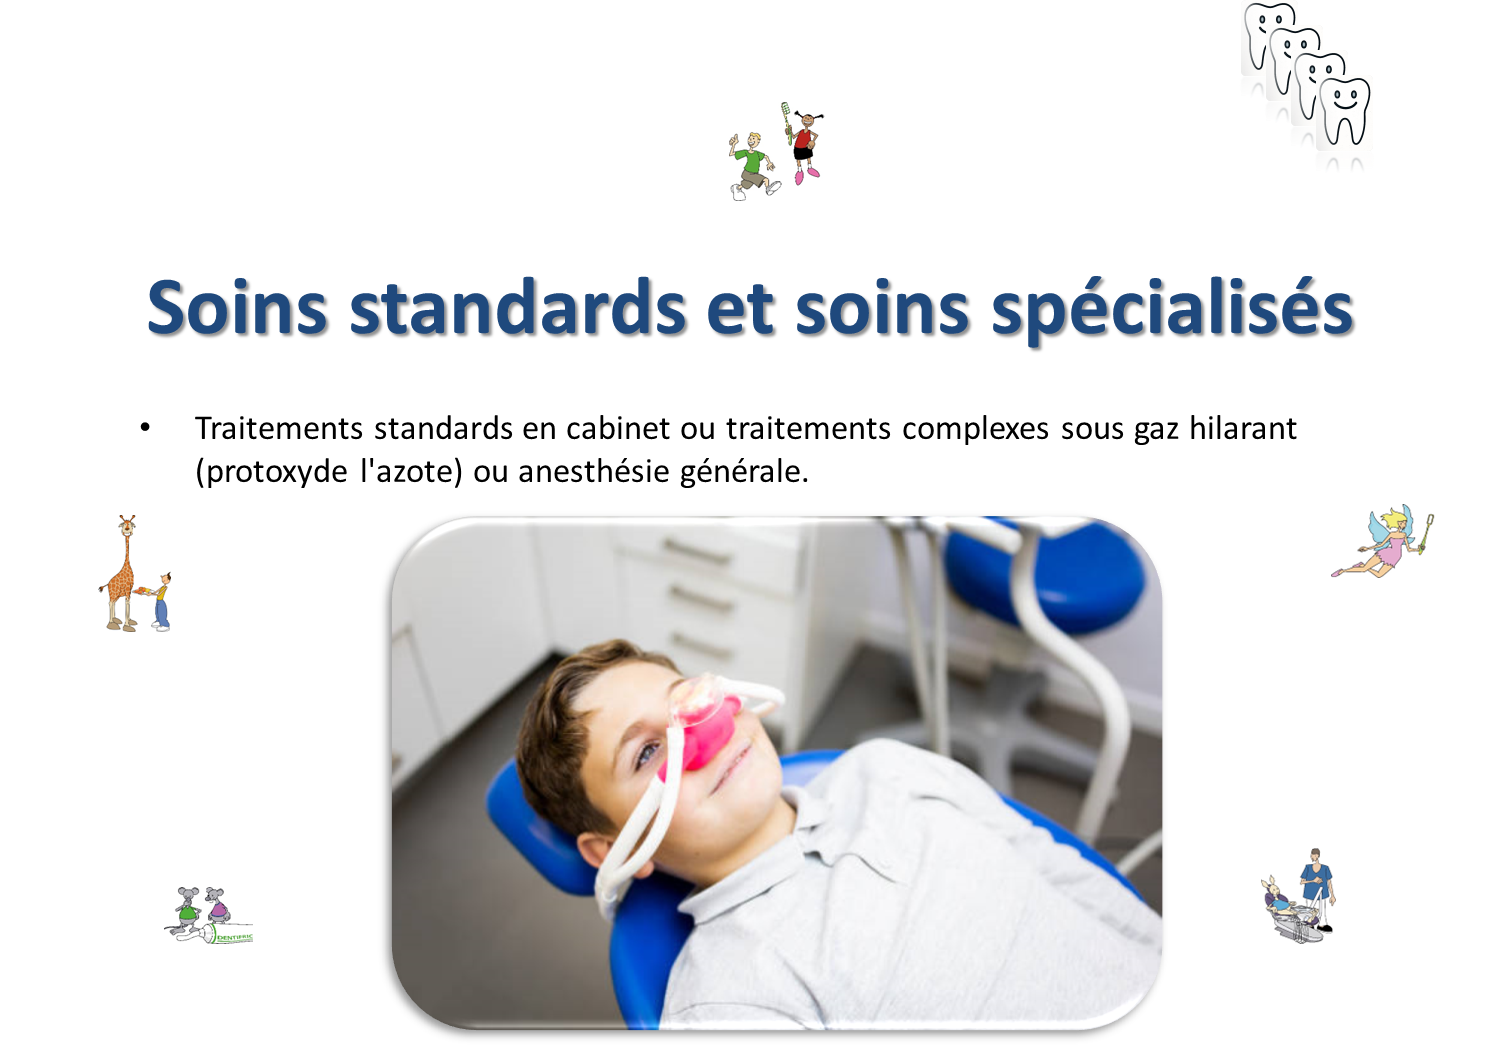 Soins standards et soins spécialisés
• Traitements standards en cabinet ou traitements complexes sous gaz hilarant
(protoxyde l'azote) ou anesthésie générale.
DENTIFRIC